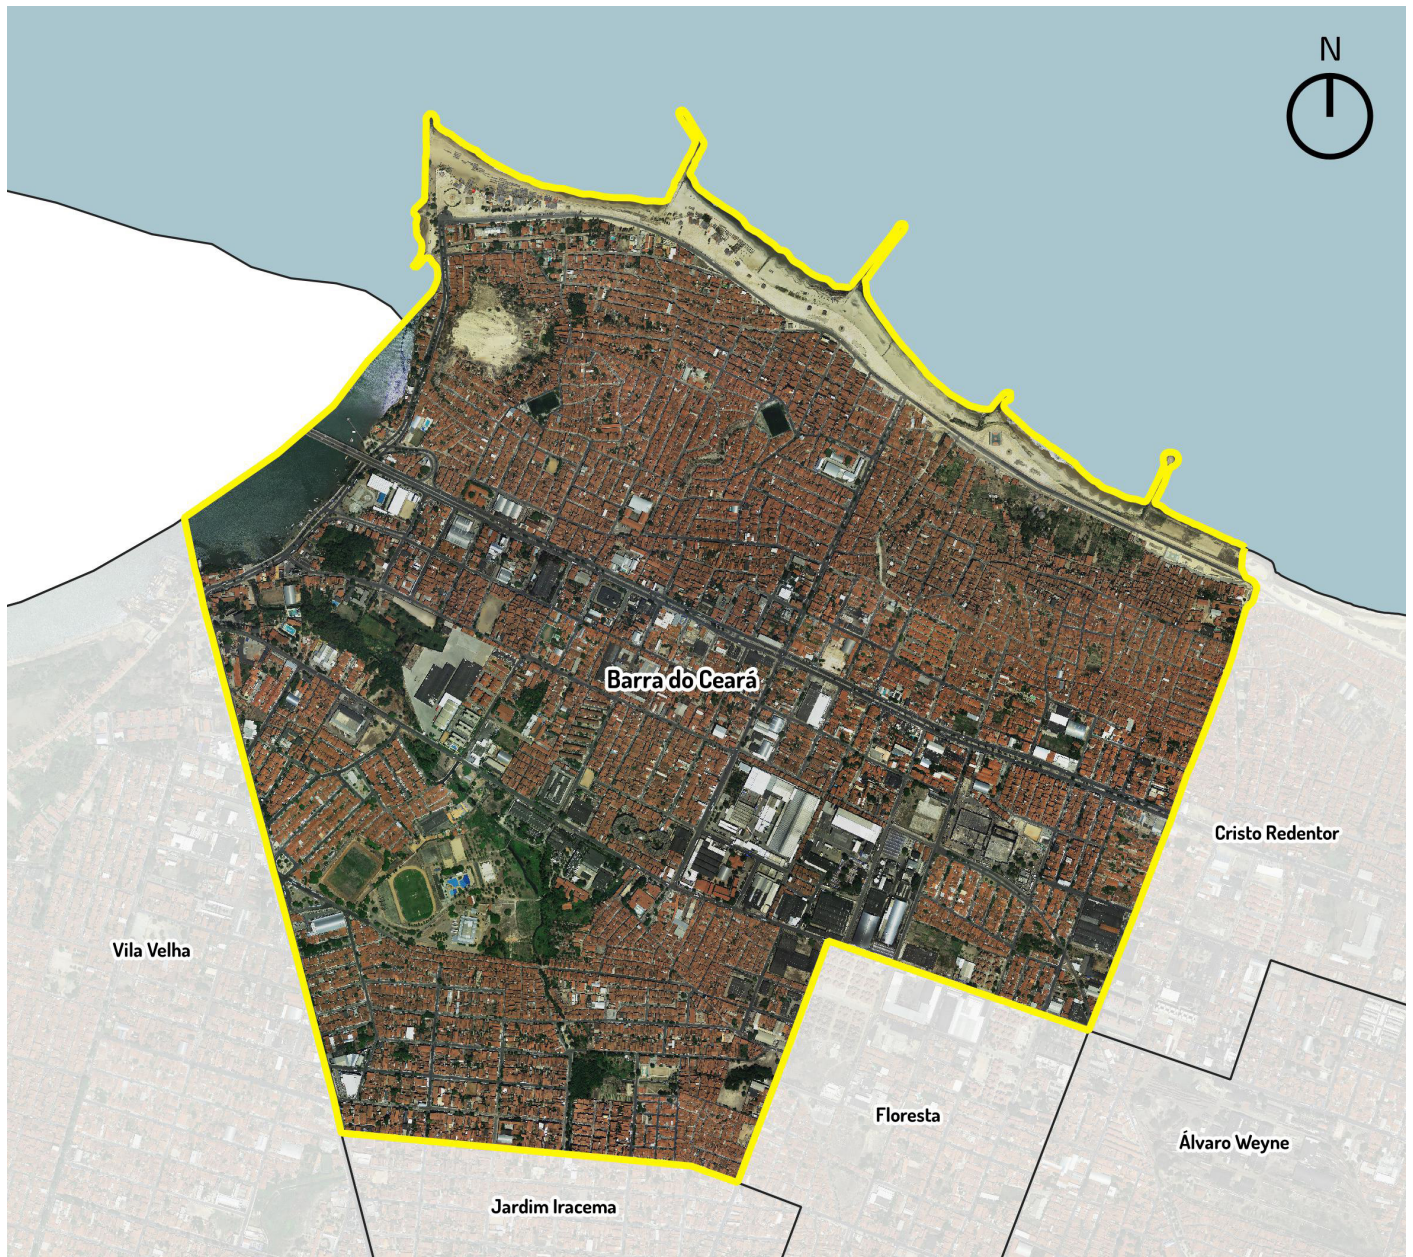 N
Barra do Ceará
Cristo Redentor
Vila Velha
Floresta
Álvaro Weyne
Jardim Iracema